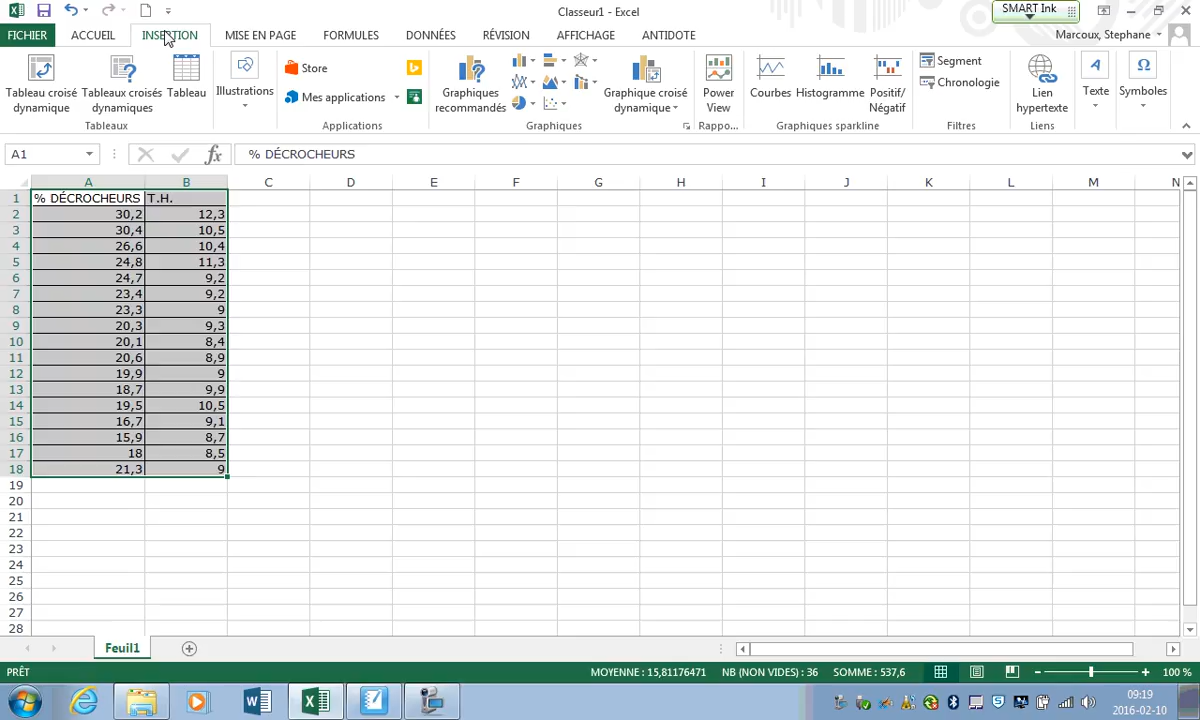 Classeur1 - Excel
SMART Ink
FICHIER ACCUEIL INSERTION MISE EN PAGE FORMULES DONNÉES RÉVISION AFFICHAGE ANTIDOTE
Marcoux, Stephane
Tableau croisé dynamique
Tableaux croisés dynamiques
Tableau
Tableaux
Illustrations
Store
Mes applications
Applications
Graphiques recommandés
Graphique croisé dynamique
Graphiques
Power View
Rappo...
Courbes
Histogramme
Positif/ Négatif
Graphiques sparkline
Segment
Chronologie
Filtres
Lien hypertexte
Liens
Texte
Symboles
A1
fx
% DÉCROCHEURS
A B C D E F G H I J K L M N
1 % DÉCROCHEURS T.H.
2 30,2 12,3
3 30,4 10,5
4 26,6 10,4
5 24,8 11,3
6 24,7 9,2
7 23,4 9,2
8 23,3 9
9 20,3 9,3
10 20,1 8,4
11 20,6 8,9
12 19,9 9
13 18,7 9,9
14 19,5 10,5
15 16,7 9,1
16 15,9 8,7
17 18 8,5
18 21,3 9
19
20
21
22
23
24
25
26
27
28
Feuil1
PRÊT
MOYENNE : 15,81176471 NB (NON VIDES) : 36 SOMME : 537,6
100 %
09:19
2016-02-10